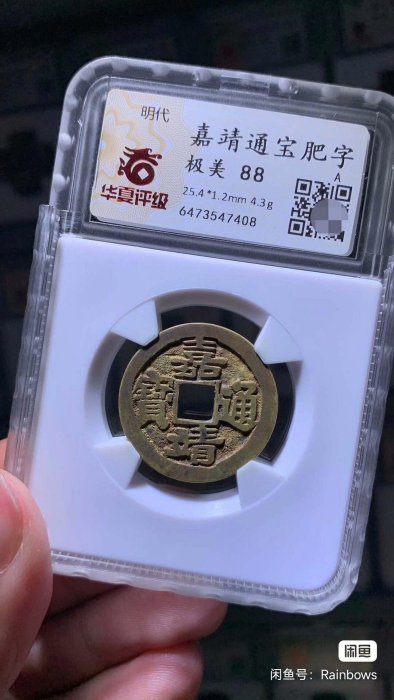 明代
嘉靖通宝肥字
极美 88
A
25.4*1.2mm 4.3g
6473547408
华夏评级
嘉
寶 通
靖
闲鱼
闲鱼号：Rainbows